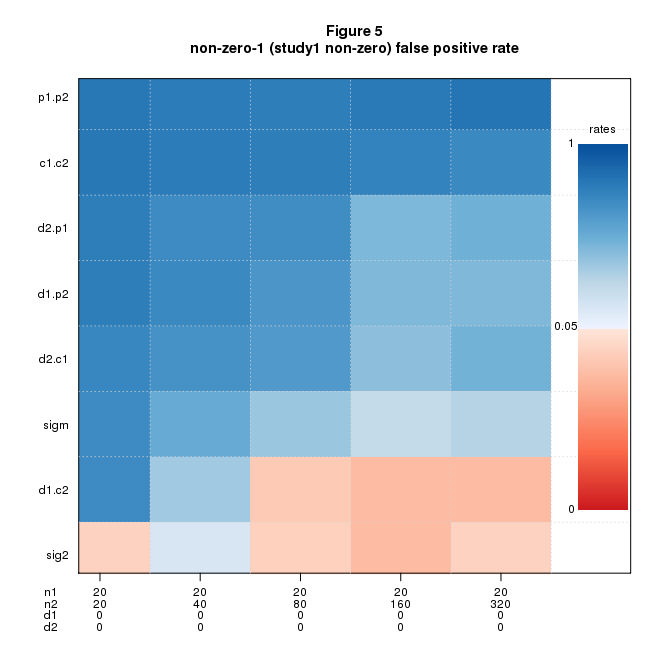 Figure 5
non-zero-1 (study1 non-zero) false positive rate
p1.p2
c1.c2
d2.p1
d1.p2
d2.c1
sigm
d1.c2
sig2
rates
1
0.05
0
n1 20 20 20 20 20
n2 20 40 80 160 320
d1 0 0 0 0 0
d2 0 0 0 0 0